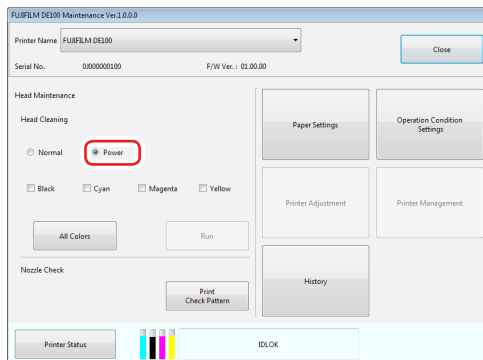 FUJIFILM DE100 Maintenance Ver.1.0.0.0
Printer Name FUJIFILM DE100
Close
Serial No. 0J000000100 F/W Ver. : 01.00.00
Head Maintenance
Head Cleaning
Normal Power
Black Cyan Magenta Yellow
All Colors Run
Nozzle Check
Print
Check Pattern
Paper Settings
Operation Condition
Settings
Printer Adjustment
Printer Management
History
Printer Status
IDLOK